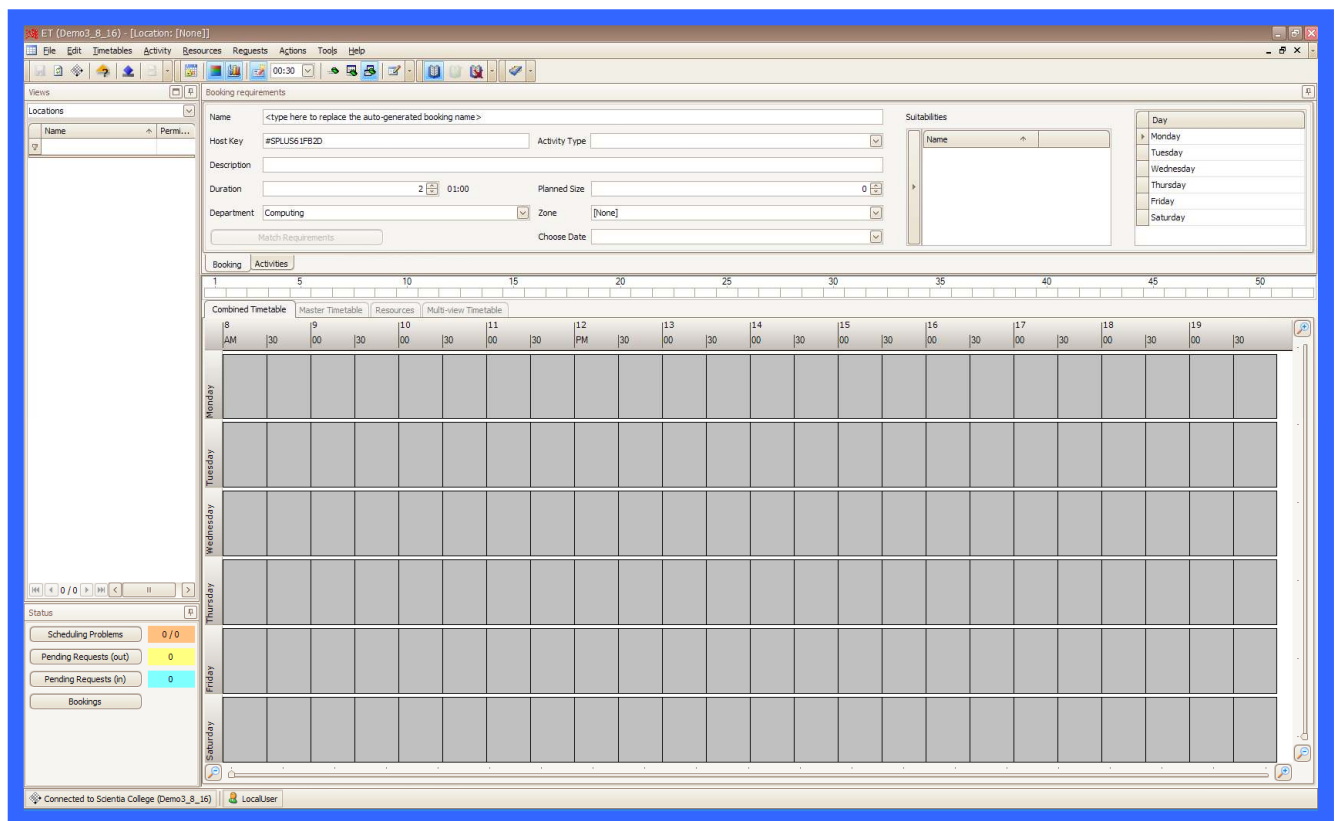 ET (Demo3_8_16) - [Location: [None]]
File Edit Timetables Activity Resources Requests Actions Tools Help
00:30
Views
Booking requirements
Locations
Name Permi...
Name <type here to replace the auto-generated booking name>
Host Key #SPLUS61FB2D Activity Type
Description
Duration 2 01:00 Planned Size 0
Department Computing Zone [None]
Match Requirements Choose Date
Suitabilities
Name
Day
Monday
Tuesday
Wednesday
Thursday
Friday
Saturday
Booking Activities
1 5 10 15 20 25 30 35 40 45 50
Combined Timetable Master Timetable Resources Multi-view Timetable
8 9 10 11 12 13 14 15 16 17 18 19
AM 30 00 30 00 30 00 30 PM 30 00 30 00 30 00 30 00 30 00 30 00 30 00 30
Monday
Tuesday
Wednesday
Thursday
Friday
Saturday
0 / 0
Status
Scheduling Problems 0 / 0
Pending Requests (out) 0
Pending Requests (in) 0
Bookings
Connected to Scientia College (Demo3_8_16) LocalUser